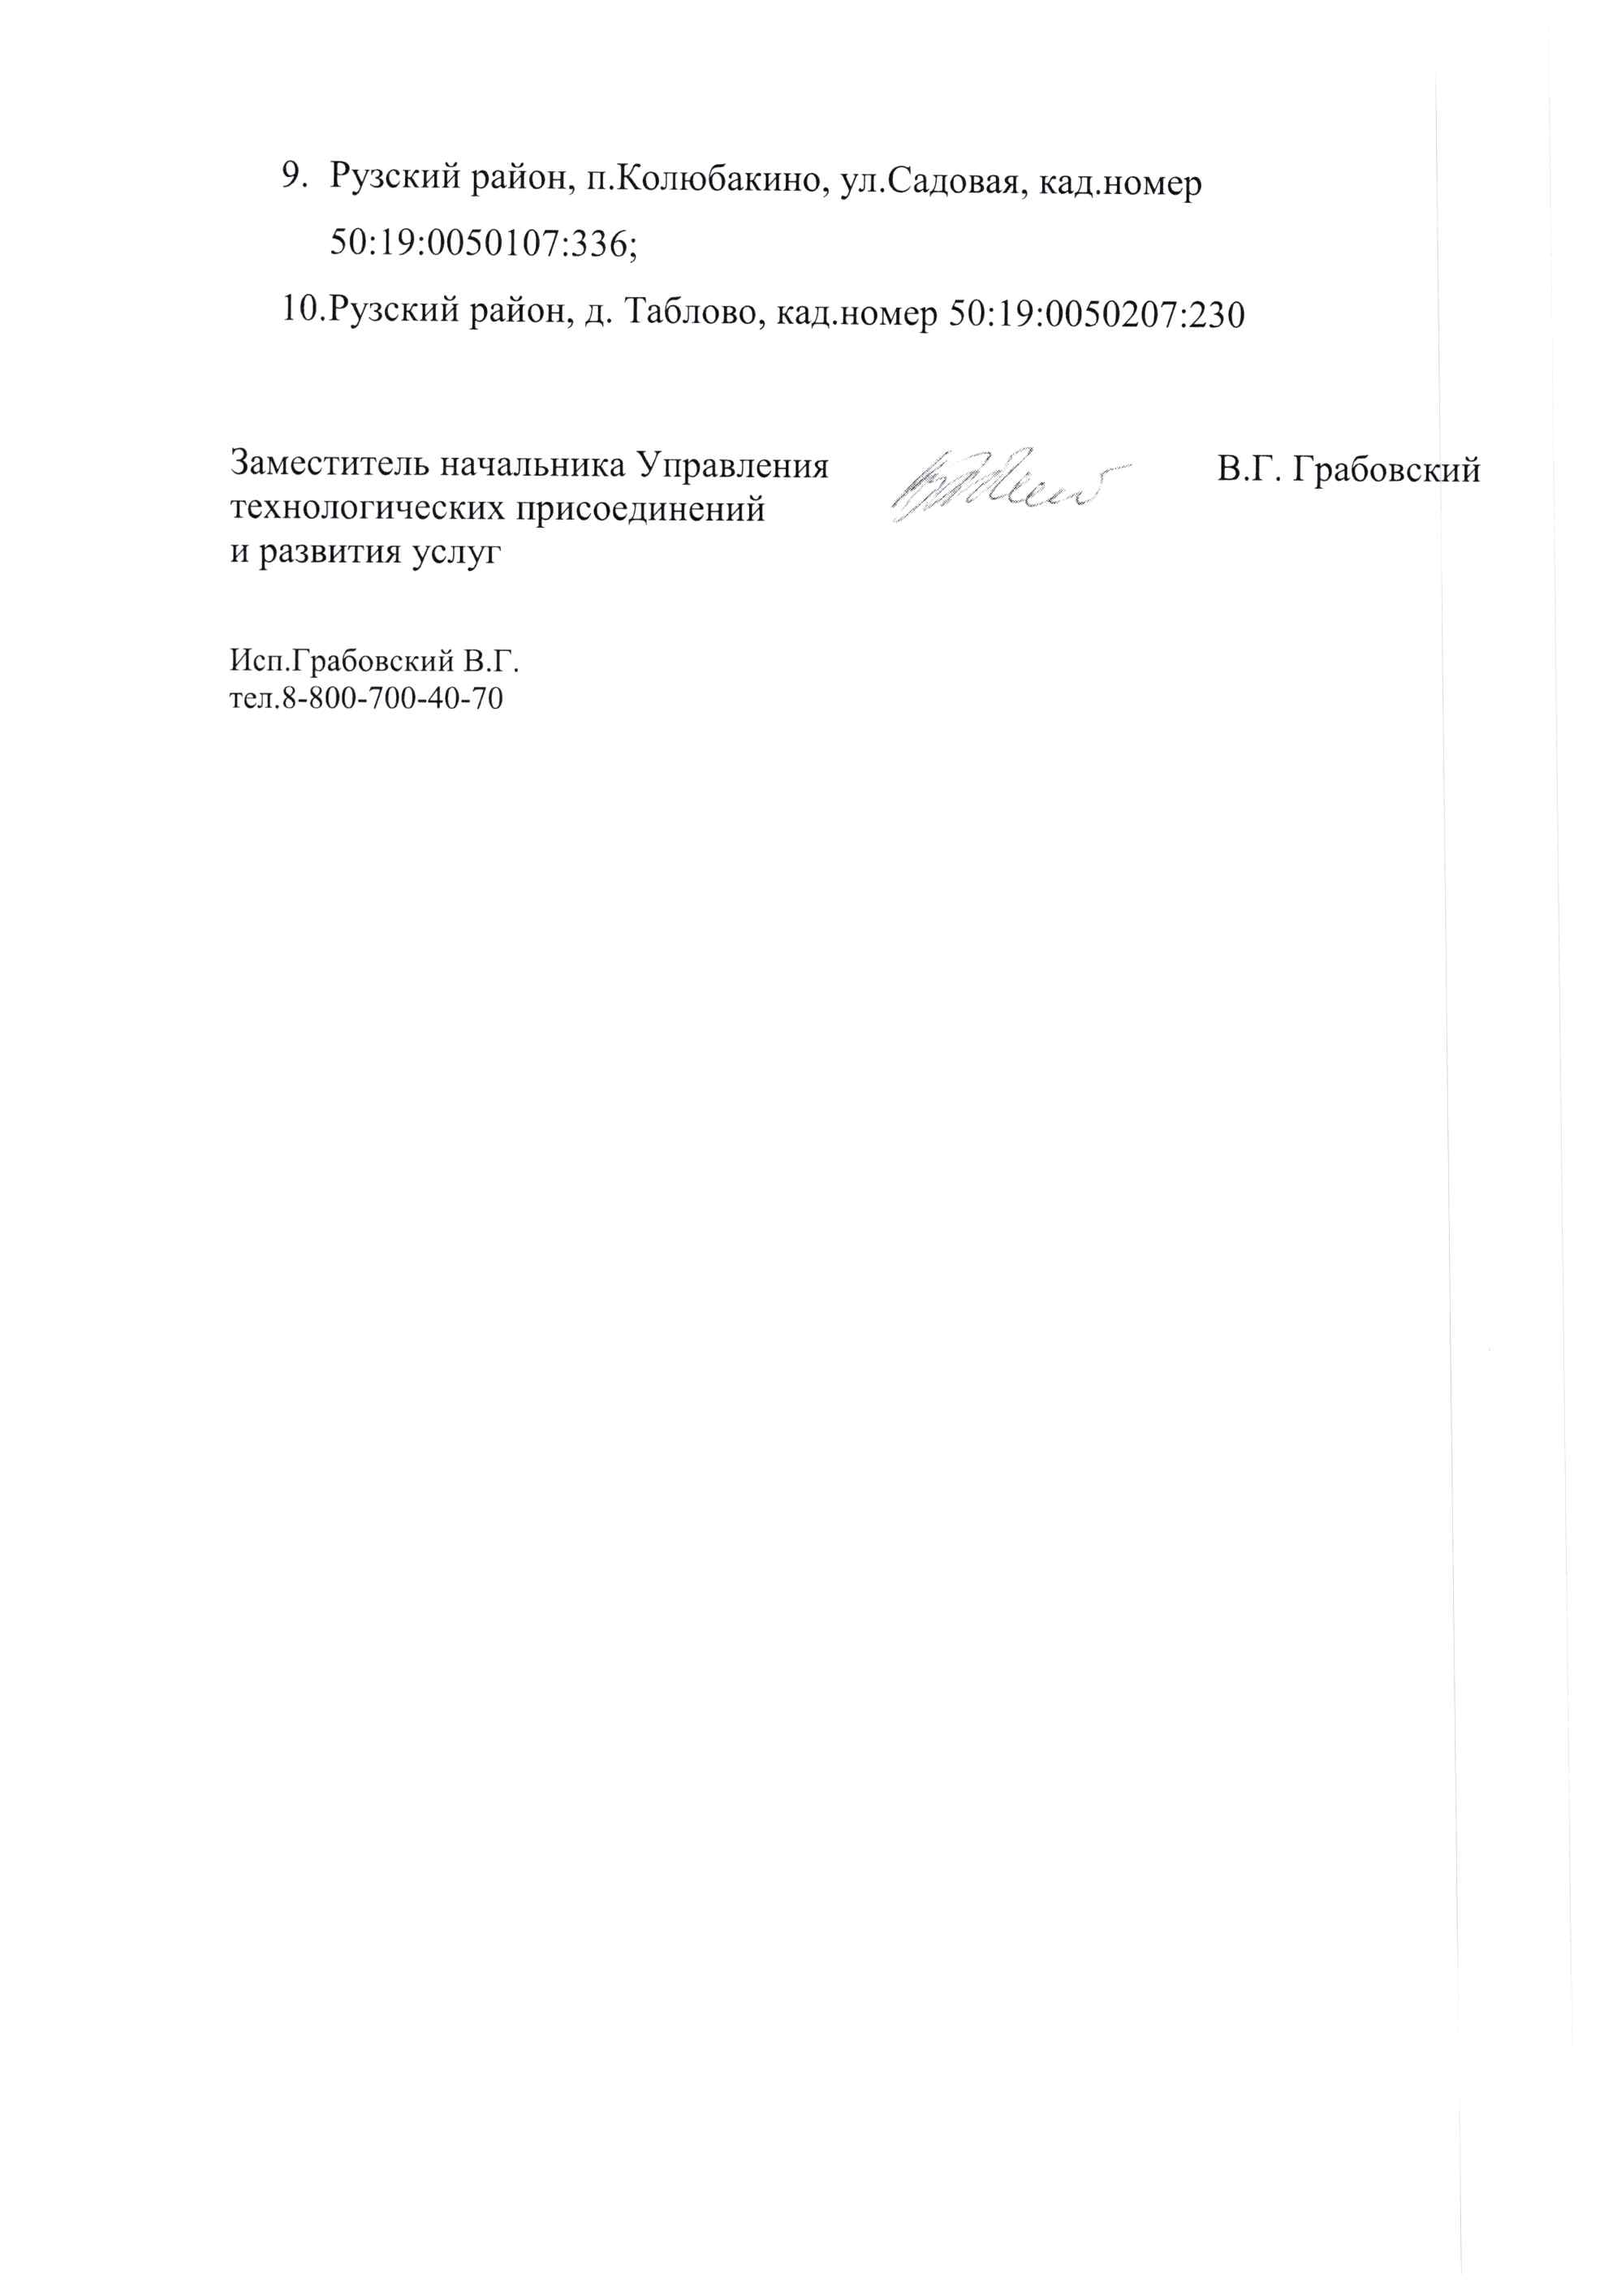 9. Рузский район, п.Колюбакино, ул.Садовая, кад.номер
50:19:0050107:336;
10.Рузский район, д. Таблово, кад.номер 50:19:0050207:230
Заместитель начальника Управления
технологических присоединений
и развития услуг
В.Г. Грабовский
Исп.Грабовский В.Г.
тел.8-800-700-40-70